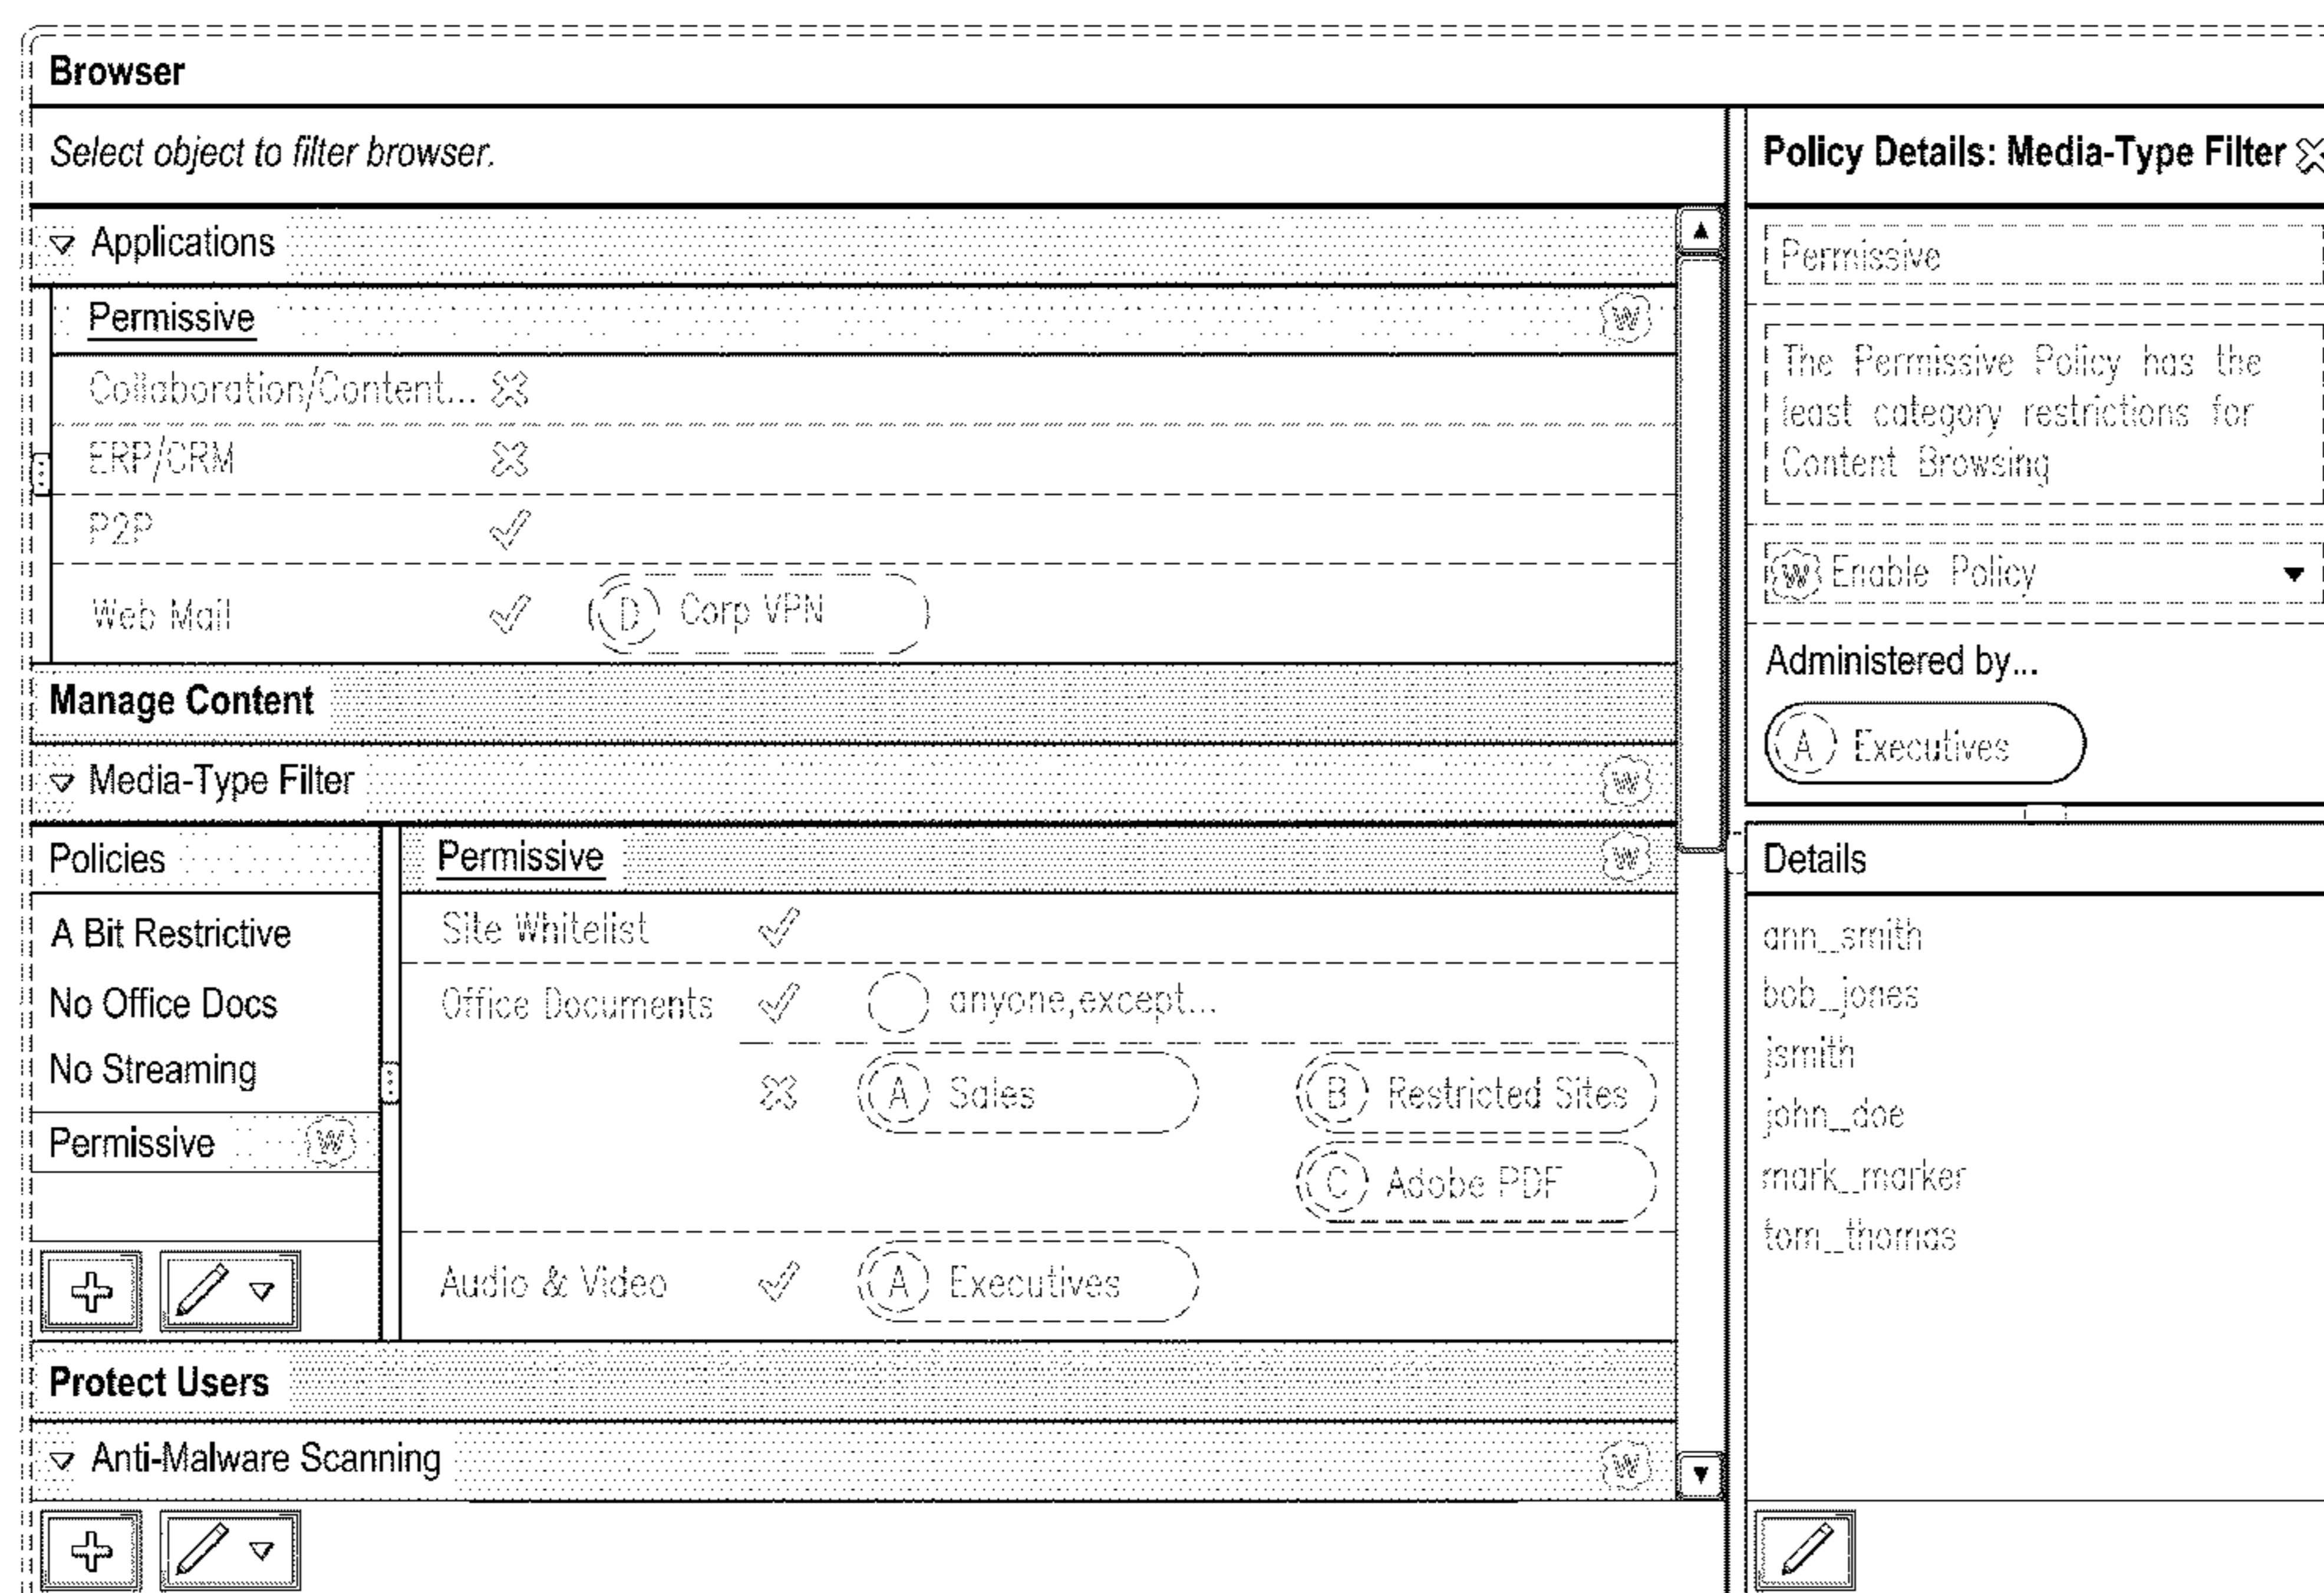 Browser
Select object to filter browser.
Applications
Permissive W
Collaboration/Content...
ERP/CRM
P2P
Web Mail D Corp VPN
Manage Content
Media-Type Filter W
Policies
A Bit Restrictive
No Office Docs
No Streaming
Permissive W
Permissive W
Site Whitelist
Office Documents anyone,except...
A Sales B Restricted Sites
C Adobe PDF
Audio & Video A Executives
Protect Users
Anti-Malware Scanning W
Policy Details: Media-Type Filter
Permissive
The Permissive Policy has the
least category restrictions for
Content Browsing
W Enable Policy
Administered by...
A Executives
Details
ann_smith
bob_jones
jsmith
john_doe
mark_marker
tom_thomas